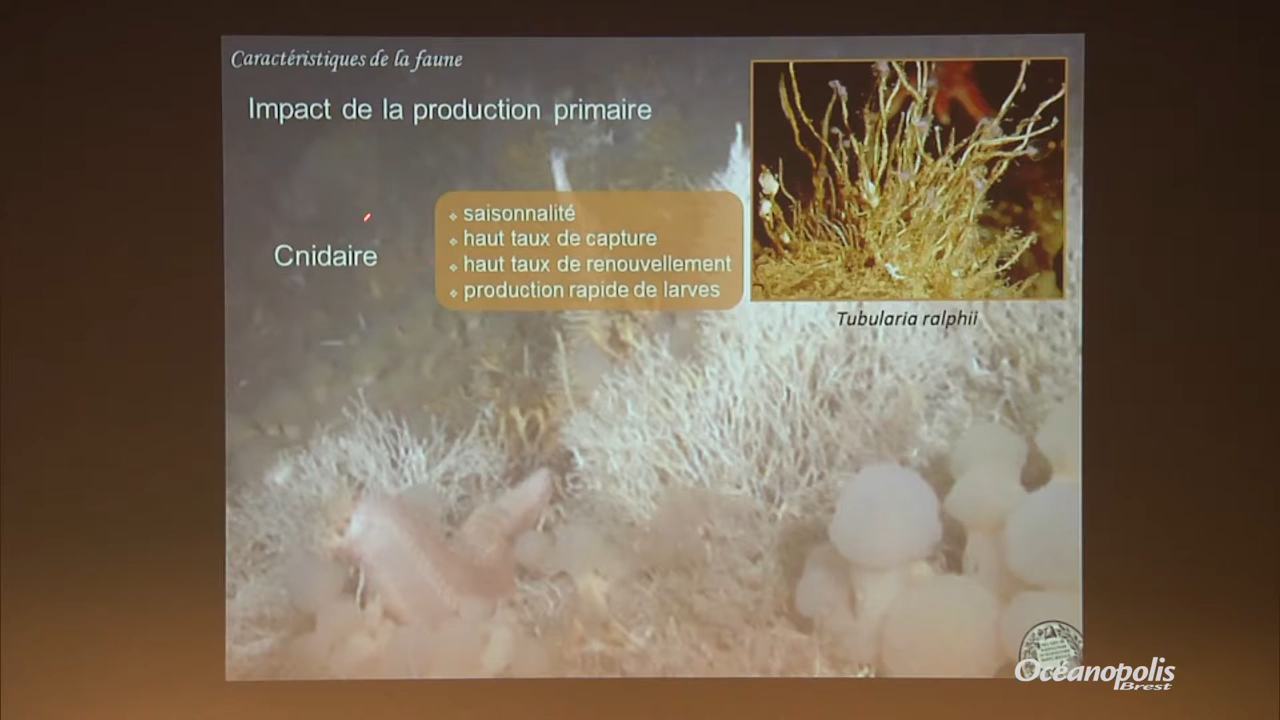 Caractéristiques de la faune
Impact de la production primaire
saisonnalité
haut taux de capture
Cnidaire
haut taux de renouvellement
production rapide de larves
Tubularia ralphii
Océanopolis
Brest